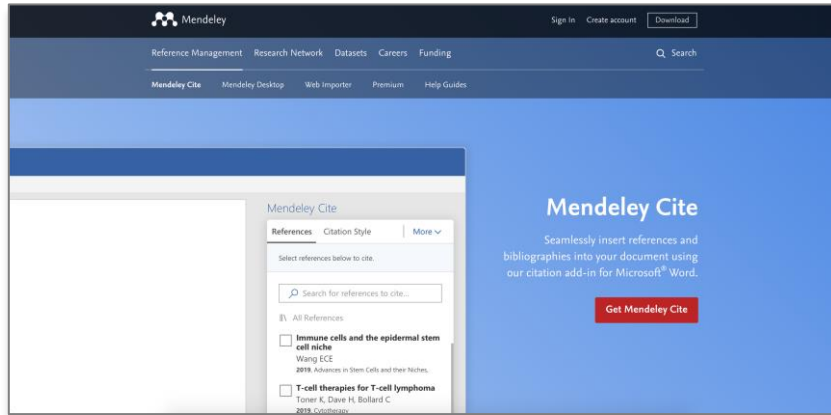 Mendeley
Sign In Create account Download
Reference Management Research Network Datasets Careers Funding Search
Mendeley Cite Mendeley Desktop Web Importer Premium Help Guides
Mendeley Cite
References Citation Style More
Select references below to cite.
Search for references to cite...
All References
Immune cells and the epidermal stem
cell niche
Wang ECE
2019. Advances in Stem Cells and their Niches,
T-cell therapies for T-cell lymphoma
Toner K, Dave H, Bollard C
2019. Cytotherapy
Mendeley Cite
Seamlessly insert references and
bibliographies into your document using
our citation add-in for Microsoft® Word.
Get Mendeley Cite